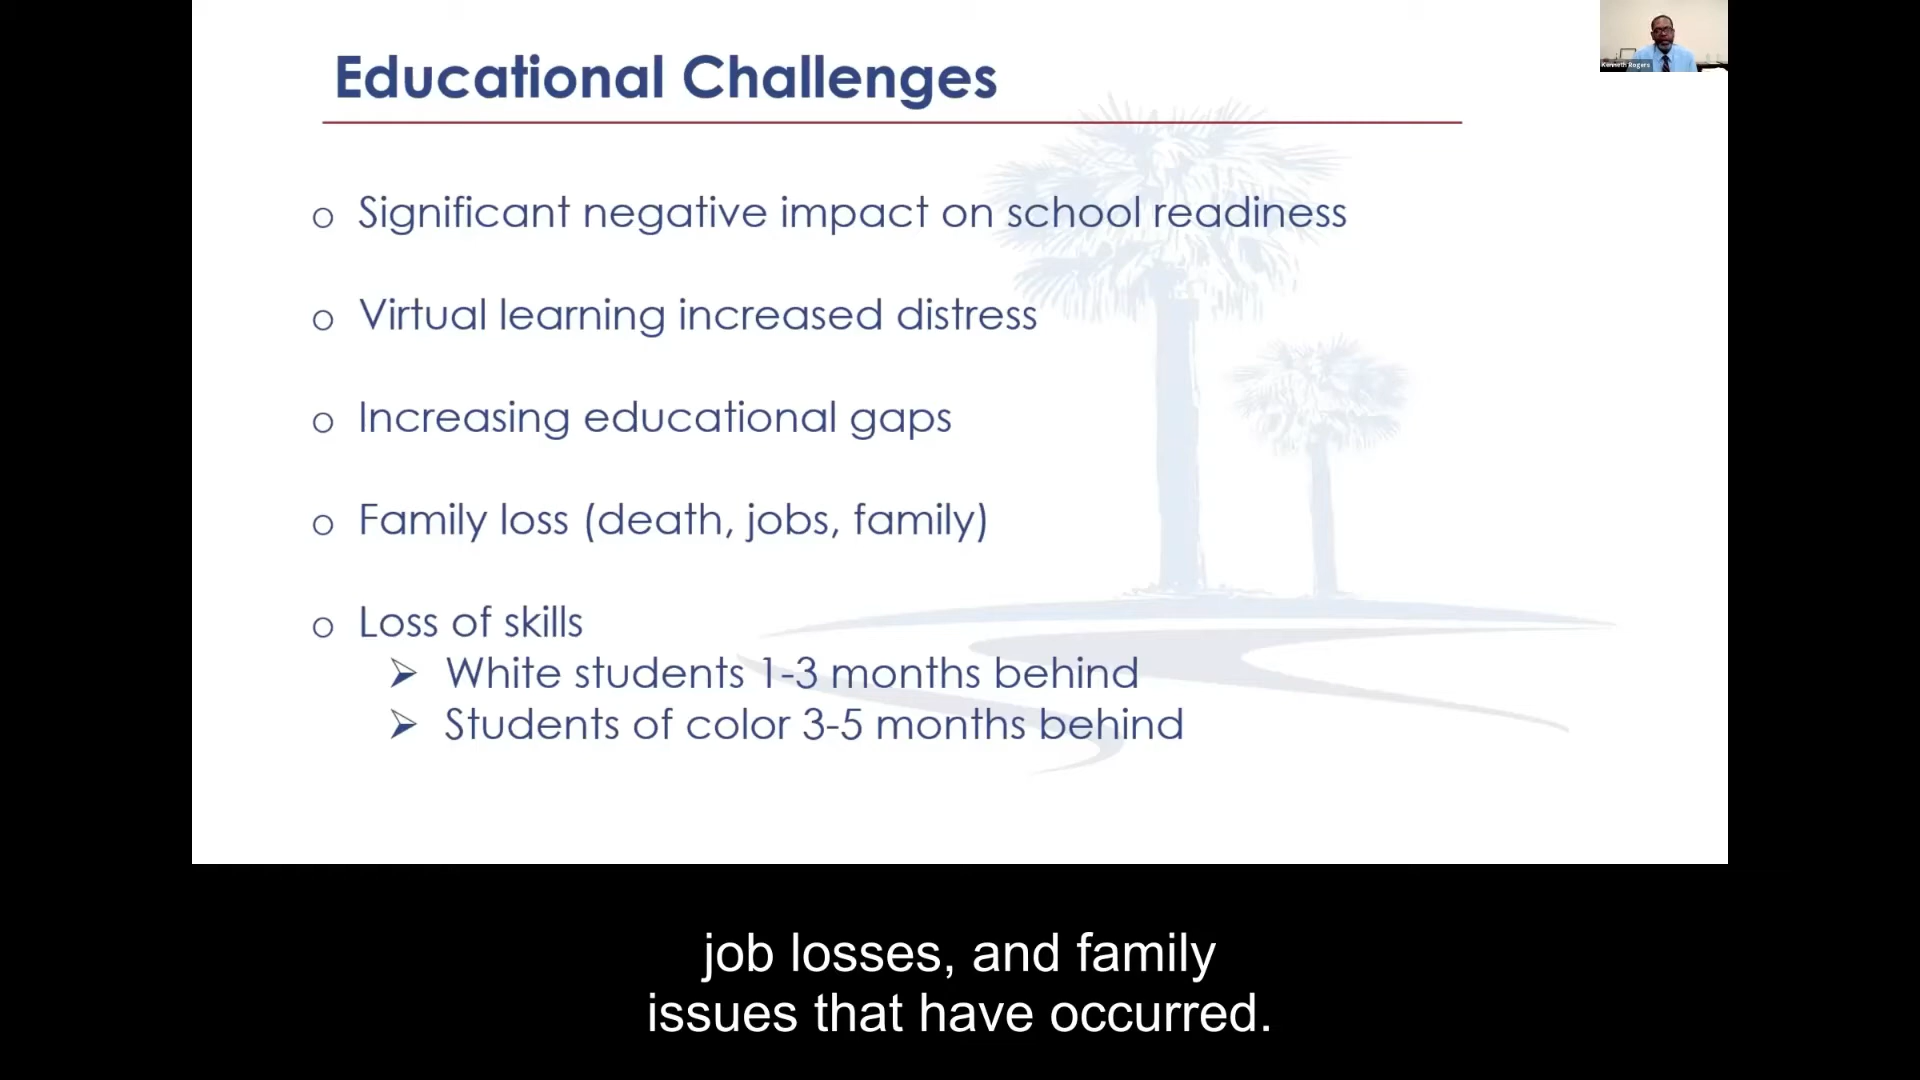 Educational Challenges
Kenneth Rogers
o Significant negative impact on school readiness
o Virtual learning increased distress
o Increasing educational gaps
o Family loss (death, jobs, family)
o Loss of skills
➢ White students 1-3 months behind
➢ Students of color 3-5 months behind
job losses, and family
issues that have occurred.